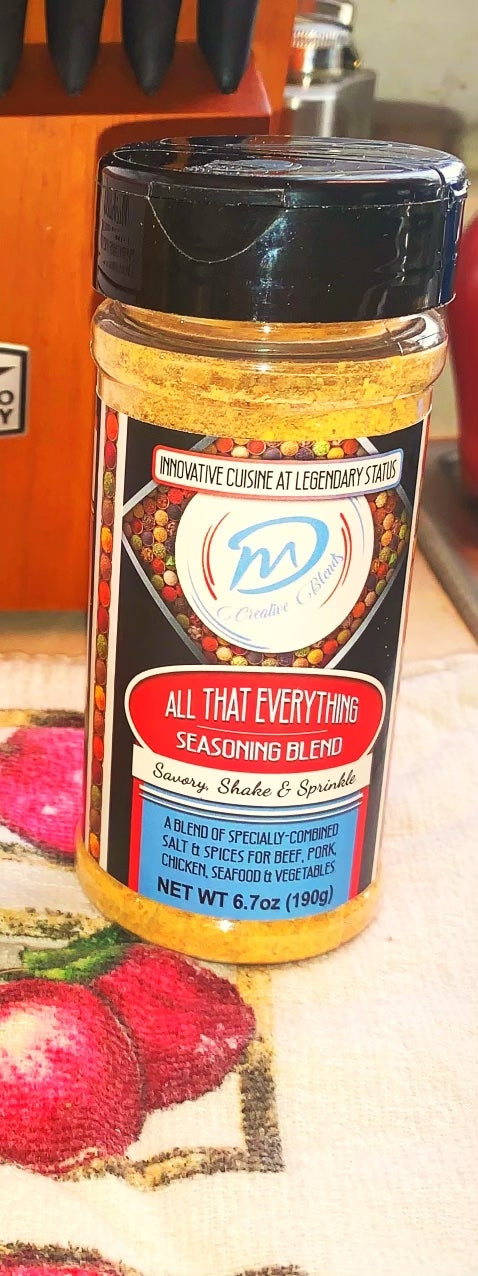 INNOVATIVE CUISINE AT LEGENDARY STATUS
m
Creative Blends
ALL THAT EVERYTHING
SEASONING BLEND
Savory, Shake & Sprinkle
A BLEND OF SPECIALLY-COMBINED
SALT & SPICES FOR BEEF, PORK,
CHICKEN, SEAFOOD & VEGETABLES
NET WT 6.7oz (190g)
O
Y